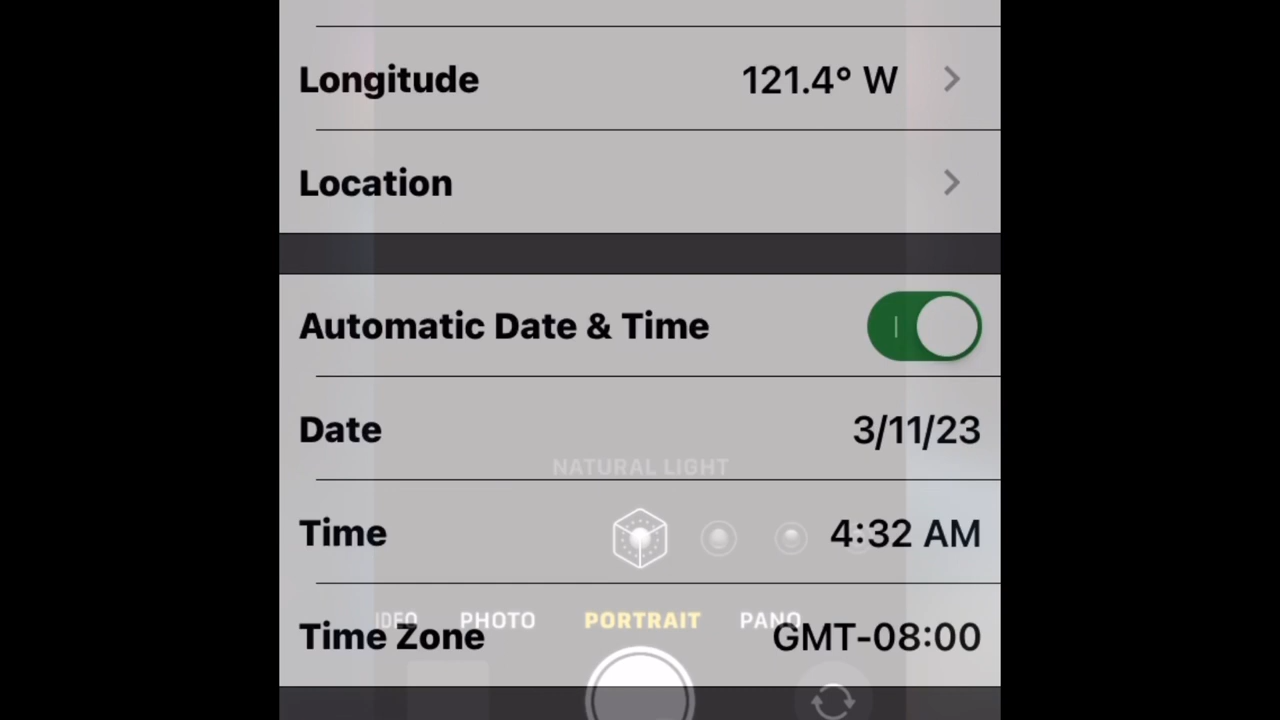 Longitude 121.4° W
Location
Automatic Date & Time
Date 3/11/23
NATURAL LIGHT
Time 4:32 AM
IDEO PHOTO PORTRAIT PANO
Time Zone GMT-08:00